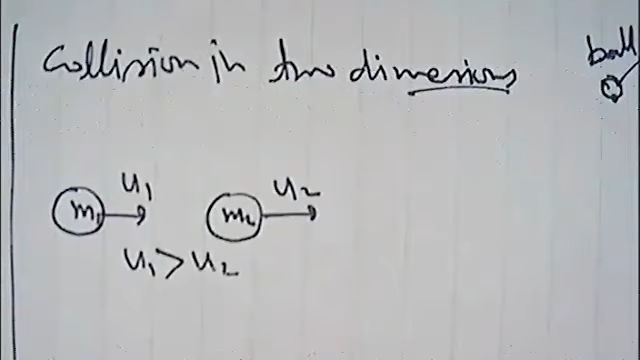 Collision in two dimensions
ball
u1 u2
m1 m2
u1 > u2